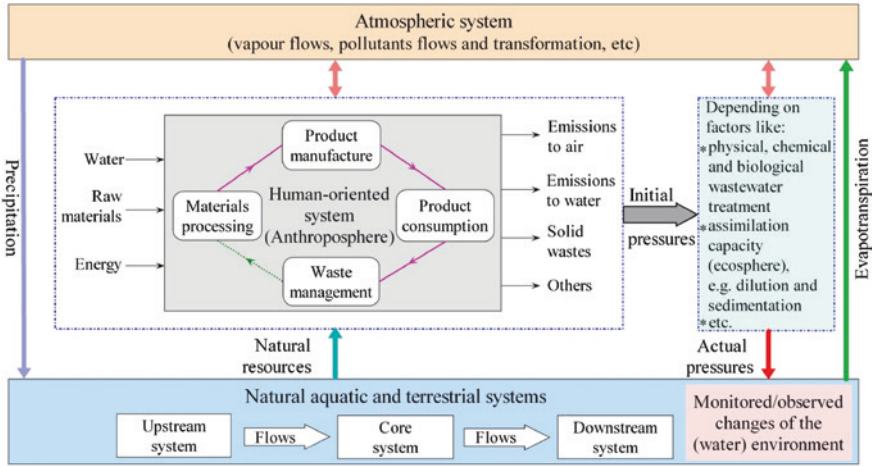 Atmospheric system
(vapour flows, pollutants flows and transformation, etc)
Precipitation
Water
Raw
materials
Energy
Product
manufacture
Materials
processing
Human-oriented
system
(Anthroposphere)
Product
consumption
Waste
management
Emissions
to air
Emissions
to water
Solid
wastes
Others
Initial
pressures
Depending on
factors like:
*physical, chemical
and biological
wastewater
treatment
*assimilation
capacity
(ecosphere),
e.g. dilution and
sedimentation
*etc.
Evapotranspiration
Natural
resources
Actual
pressures
Natural aquatic and terrestrial systems
Upstream
system
Flows
Core
system
Flows
Downstream
system
Monitored/observed
changes of the
(water) environment